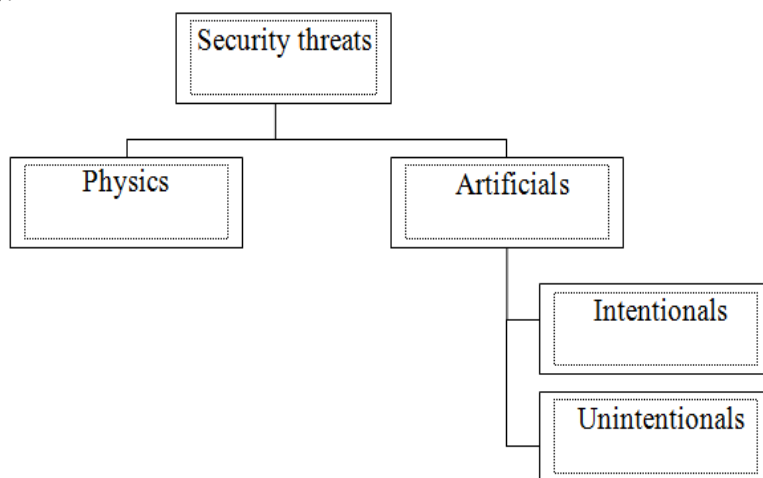 Security threats
Physics
Artificials
Intentionals
Unintentionals